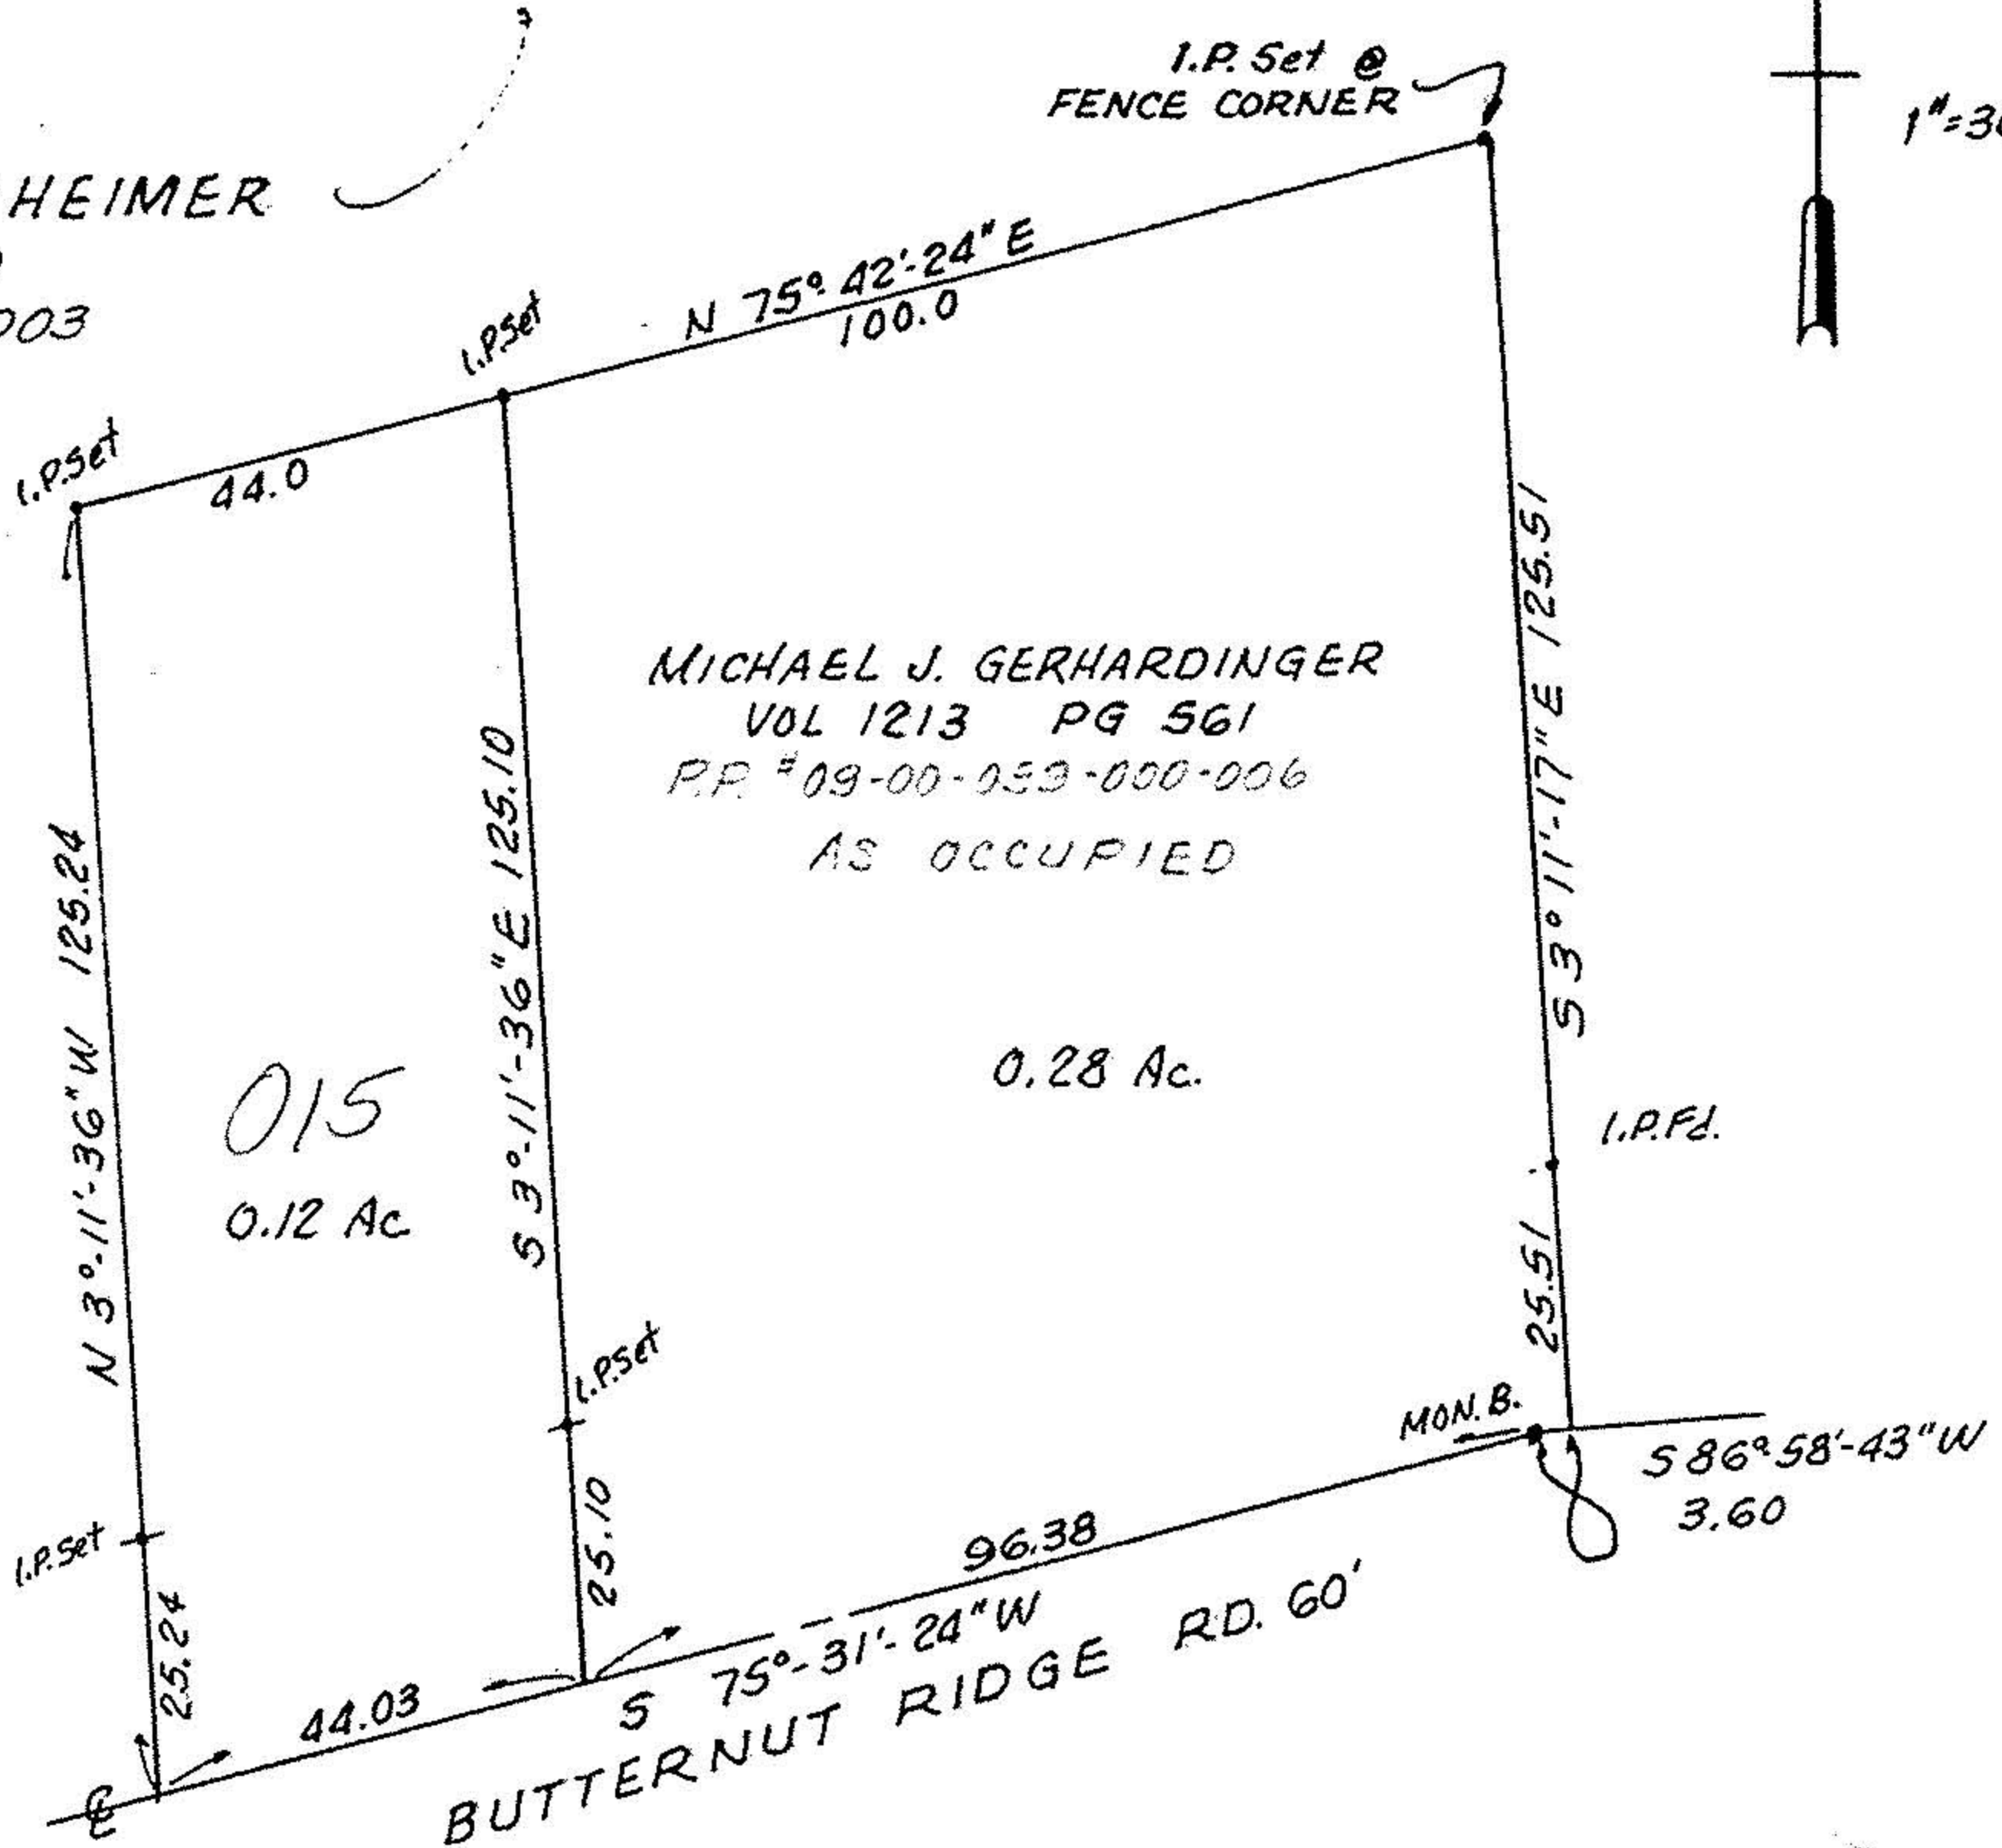 I.P. Set @
FENCE CORNER
HEIMER
003
N 75°-42'-24" E
100.0
I.P.Set
I.P.Set
44.0
MICHAEL J. GERHARDINGER
VOL 1213 PG 561
P.P. #09-00-053-000-006
AS OCCUPIED
0.28 Ac.
S 3° 11'-17" E 125.51
I.P.Fd.
25.51
N 3°-11'-36" W 125.24
S 3°-11'-36" E 125.10
015
0.12 Ac
I.P.Set
25.10
I.P.Set
25.24
MON. B.
S 86° 58'-43" W
3.60
96.38
44.03
S 75°-31'-24" W
BUTTERNUT RIDGE RD. 60'
℄